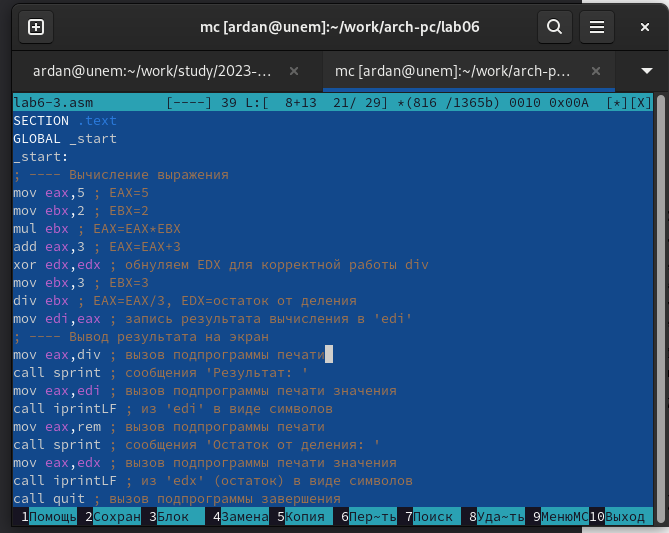 mc [ardan@unem]:~/work/arch-pc/lab06
ardan@unem:~/work/study/2023-...
mc [ardan@unem]:~/work/arch-p...
lab6-3.asm [----] 39 L:[ 8+13 21/ 29] *(816 /1365b) 0010 0x00A [*][X]
SECTION .text
GLOBAL _start
_start:
; ---- Вычисление выражения
mov eax,5 ; EAX=5
mov ebx,2 ; EBX=2
mul ebx ; EAX=EAX*EBX
add eax,3 ; EAX=EAX+3
xor edx,edx ; обнуляем EDX для корректной работы div
mov ebx,3 ; EBX=3
div ebx ; EAX=EAX/3, EDX=остаток от деления
mov edi,eax ; запись результата вычисления в 'edi'
; ---- Вывод результата на экран
mov eax,div ; вызов подпрограммы печати
call sprint ; сообщения 'Результат: '
mov eax,edi ; вызов подпрограммы печати значения
call iprintLF ; из 'edi' в виде символов
mov eax,rem ; вызов подпрограммы печати
call sprint ; сообщения 'Остаток от деления: '
mov eax,edx ; вызов подпрограммы печати значения
call iprintLF ; из 'edx' (остаток) в виде символов
call quit ; вызов подпрограммы завершения
1Помощь 2Сохран 3Блок 4Замена 5Копия 6Пер~ть 7Поиск 8Уда~ть 9МенюMC 10Выход